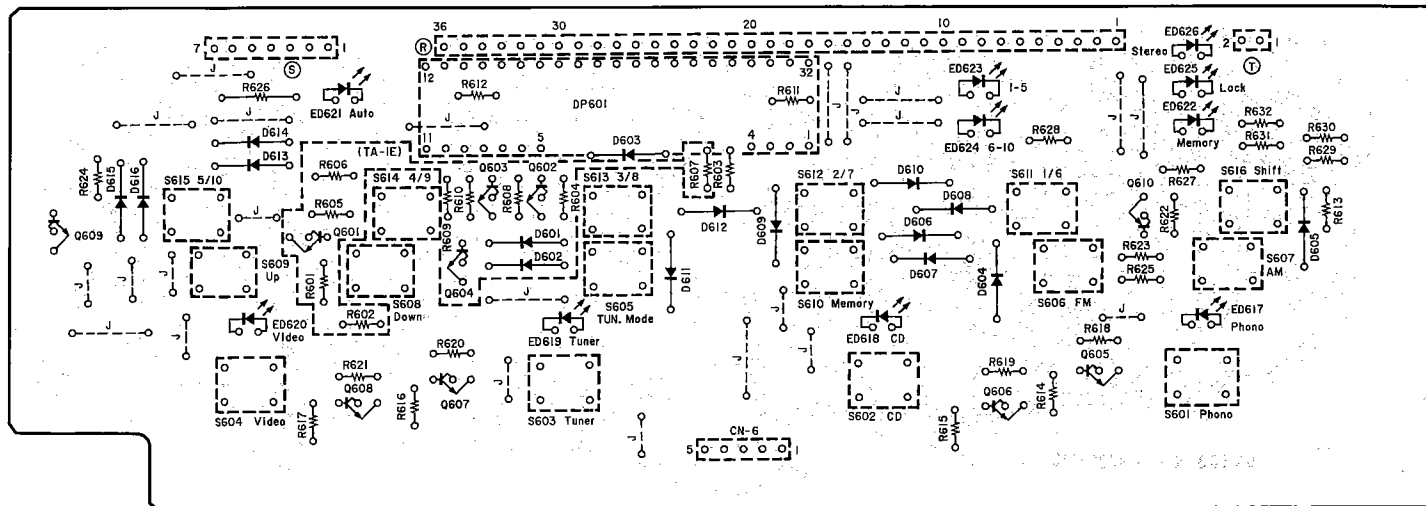 36 30 20 10 1
7 1
R
S
ED626
Stereo
2 1
T
12 32
ED623
1-5
ED625
Lock
J
R626
ED621 Auto
R612
DP601
R611
J
J
J
J
J
ED622
Memory
R632
J
J
J
J
ED624 6-10
R628
R631
R630
D614
11 5
D603
4 1
J
R629
D613
(TA-1E)
R624
D615
D616
R606
Q603
Q602
R607
R603
D610
Q610
R627
S615 5/10
S614 4/9
R610
R608
R604
S613 3/8
S612 2/7
D608
S611 1/6
S616 Shift
J
R605
R609
D612
D609
D606
R622
R613
Q609
Q601
D601
R623
D605
J
J
J
S609
Up
R601
D602
D611
D607
D604
R625
S607
AM
Q604
S608
Down
J
S605
TUN. Mode
J
S610 Memory
S606 FM
J
ED617
Phono
J
J
ED620
Video
R602
ED619 Tuner
J
J
ED618 CD
R618
R620
R621
Q608
Q607
J
R619
Q605
Q606
R617
R616
R614
S604 Video
S603 Tuner
J
S602 CD
R615
S601 Phono
CN-6
5 1